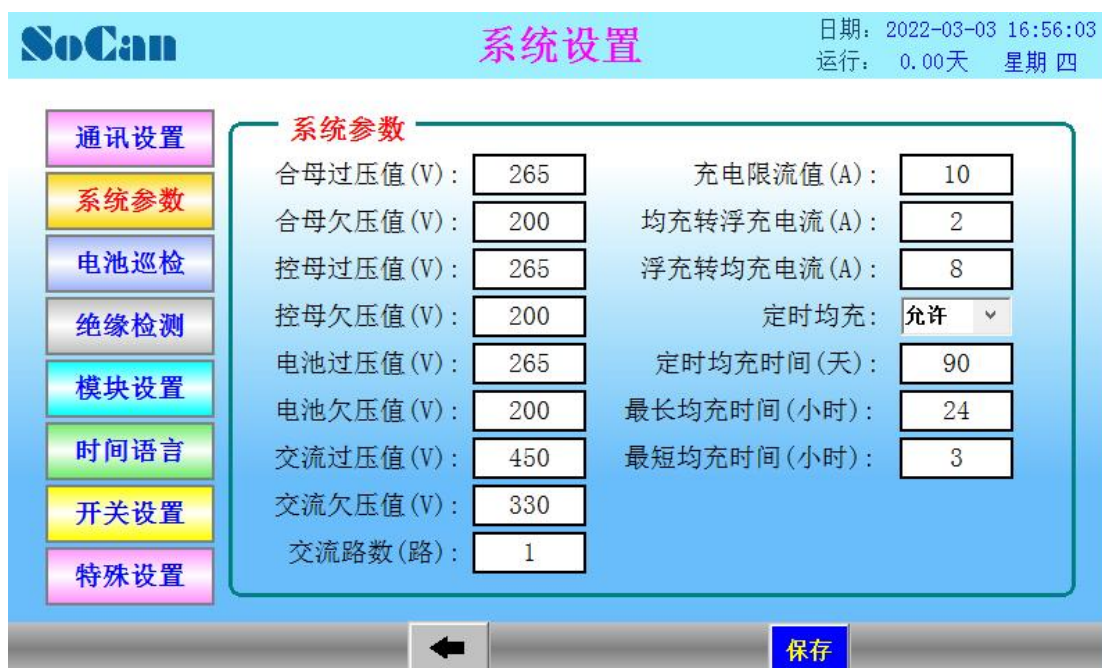 SoCan
系统设置
日期: 2022-03-03 16:56:03
运行: 0.00天 星期 四
通讯设置
系统参数
电池巡检
绝缘检测
模块设置
时间语言
开关设置
特殊设置
系统参数
合母过压值(V): 265
合母欠压值(V): 200
控母过压值(V): 265
控母欠压值(V): 200
电池过压值(V): 265
电池欠压值(V): 200
交流过压值(V): 450
交流欠压值(V): 330
交流路数(路): 1
充电限流值(A): 10
均充转浮充电流(A): 2
浮充转均充电流(A): 8
定时均充: 允许
定时均充时间(天): 90
最长均充时间(小时): 24
最短均充时间(小时): 3
保存